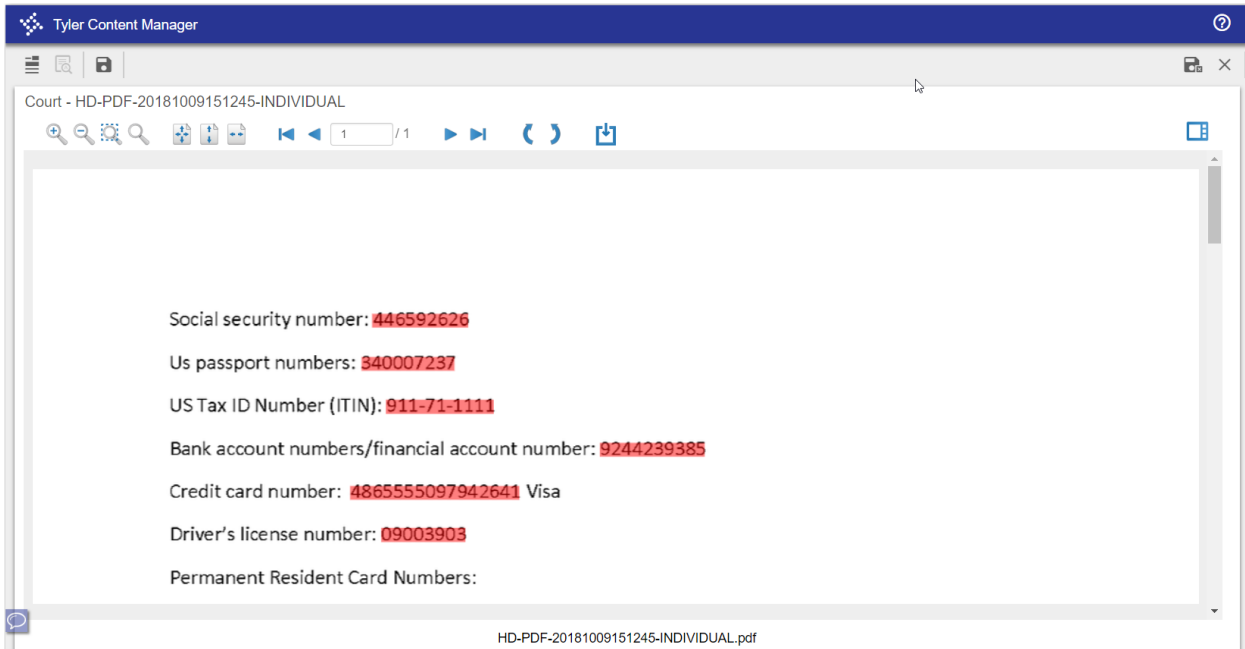 Tyler Content Manager
Court - HD-PDF-20181009151245-INDIVIDUAL
1 / 1
Social security number: 446592626
Us passport numbers: 340007237
US Tax ID Number (ITIN): 911-71-1111
Bank account numbers/financial account number: 9244239385
Credit card number: 4865555097942641 Visa
Driver's license number: 09003903
Permanent Resident Card Numbers:
HD-PDF-20181009151245-INDIVIDUAL.pdf